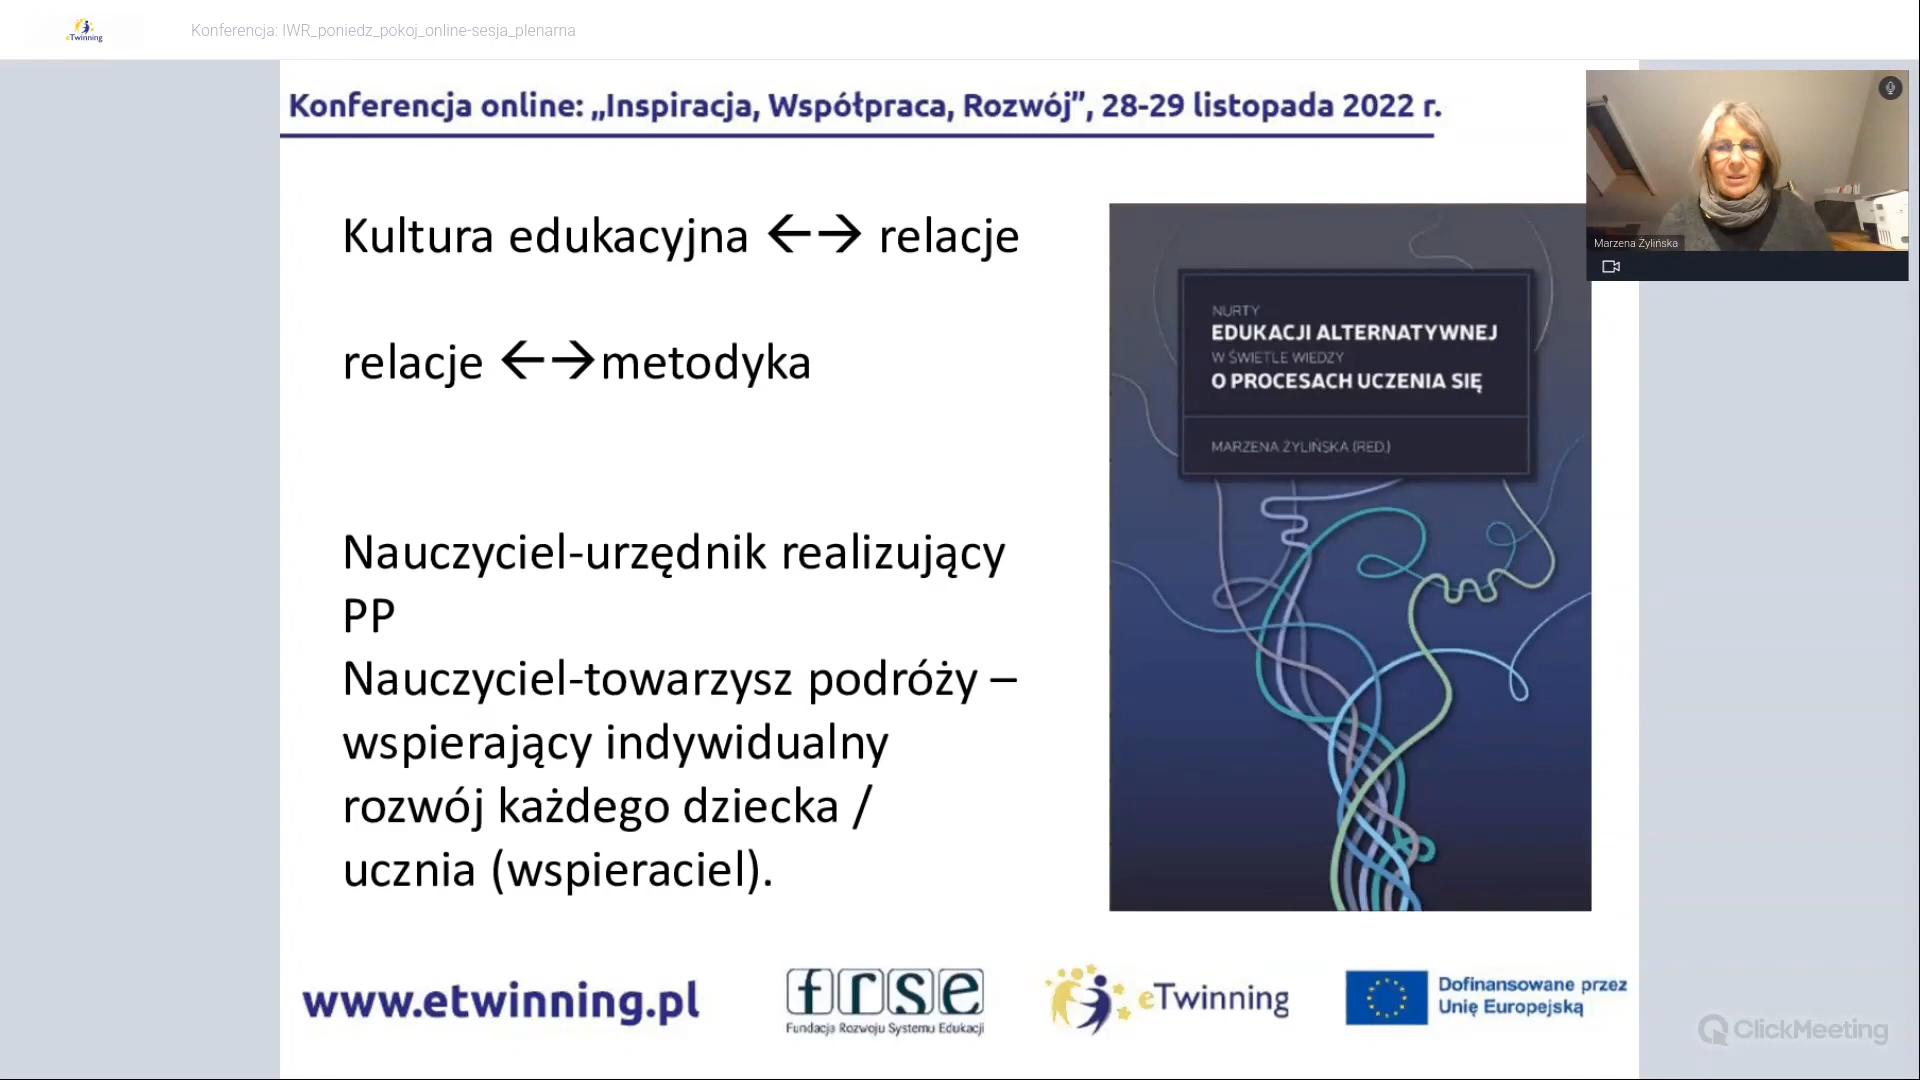 eTwinning
Konferencja: IWR_poniedz_pokoj_online-sesja_plenarna
Konferencja online: „Inspiracja, Współpraca, Rozwój”, 28-29 listopada 2022 r.
Marzena Żylińska
Kultura edukacyjna ←→ relacje
relacje ←→metodyka
Nauczyciel-urzędnik realizujący
PP
Nauczyciel-towarzysz podróży –
wspierający indywidualny
rozwój każdego dziecka /
ucznia (wspieraciel).
NURTY
EDUKACJI ALTERNATYWNEJ
W ŚWIETLE WIEDZY
O PROCESACH UCZENIA SIĘ
MARZENA ŻYLIŃSKA (RED.)
www.etwinning.pl
frse
Fundacja Rozwoju Systemu Edukacji
eTwinning
Dofinansowane przez
Unię Europejską
ClickMeeting